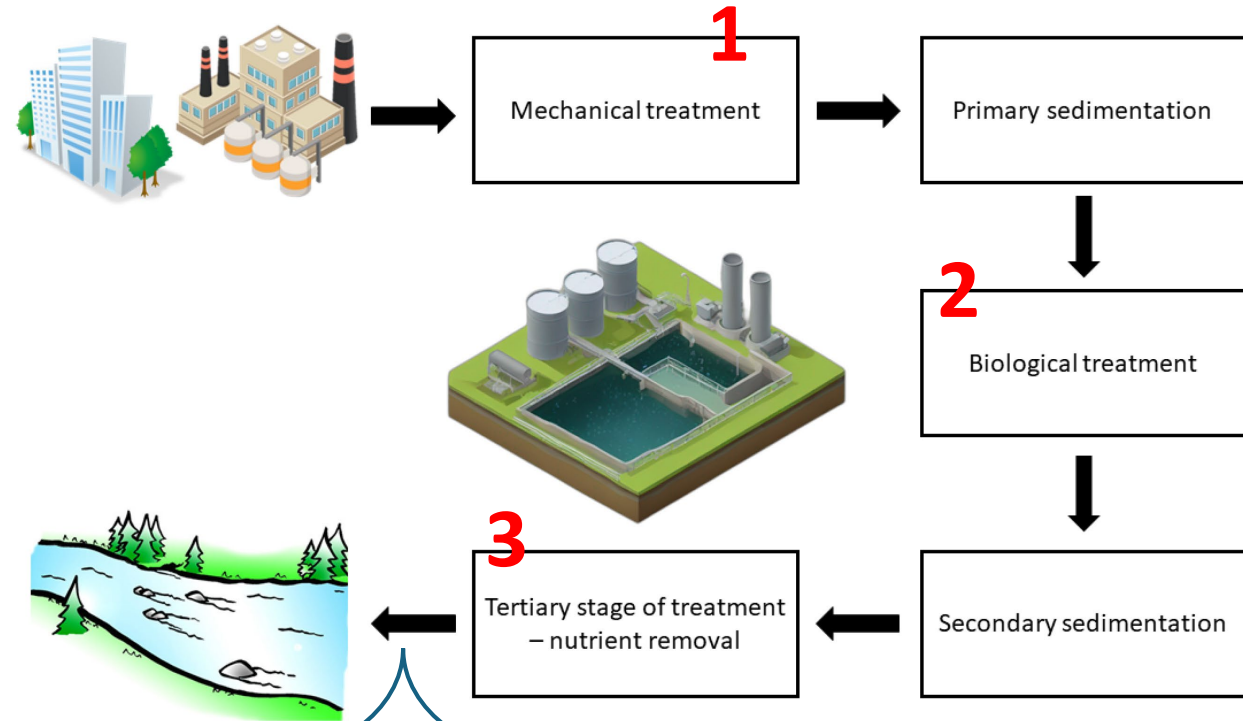 1
Mechanical treatment
Primary sedimentation
2
Biological treatment
3
Tertiary stage of treatment
– nutrient removal
Secondary sedimentation